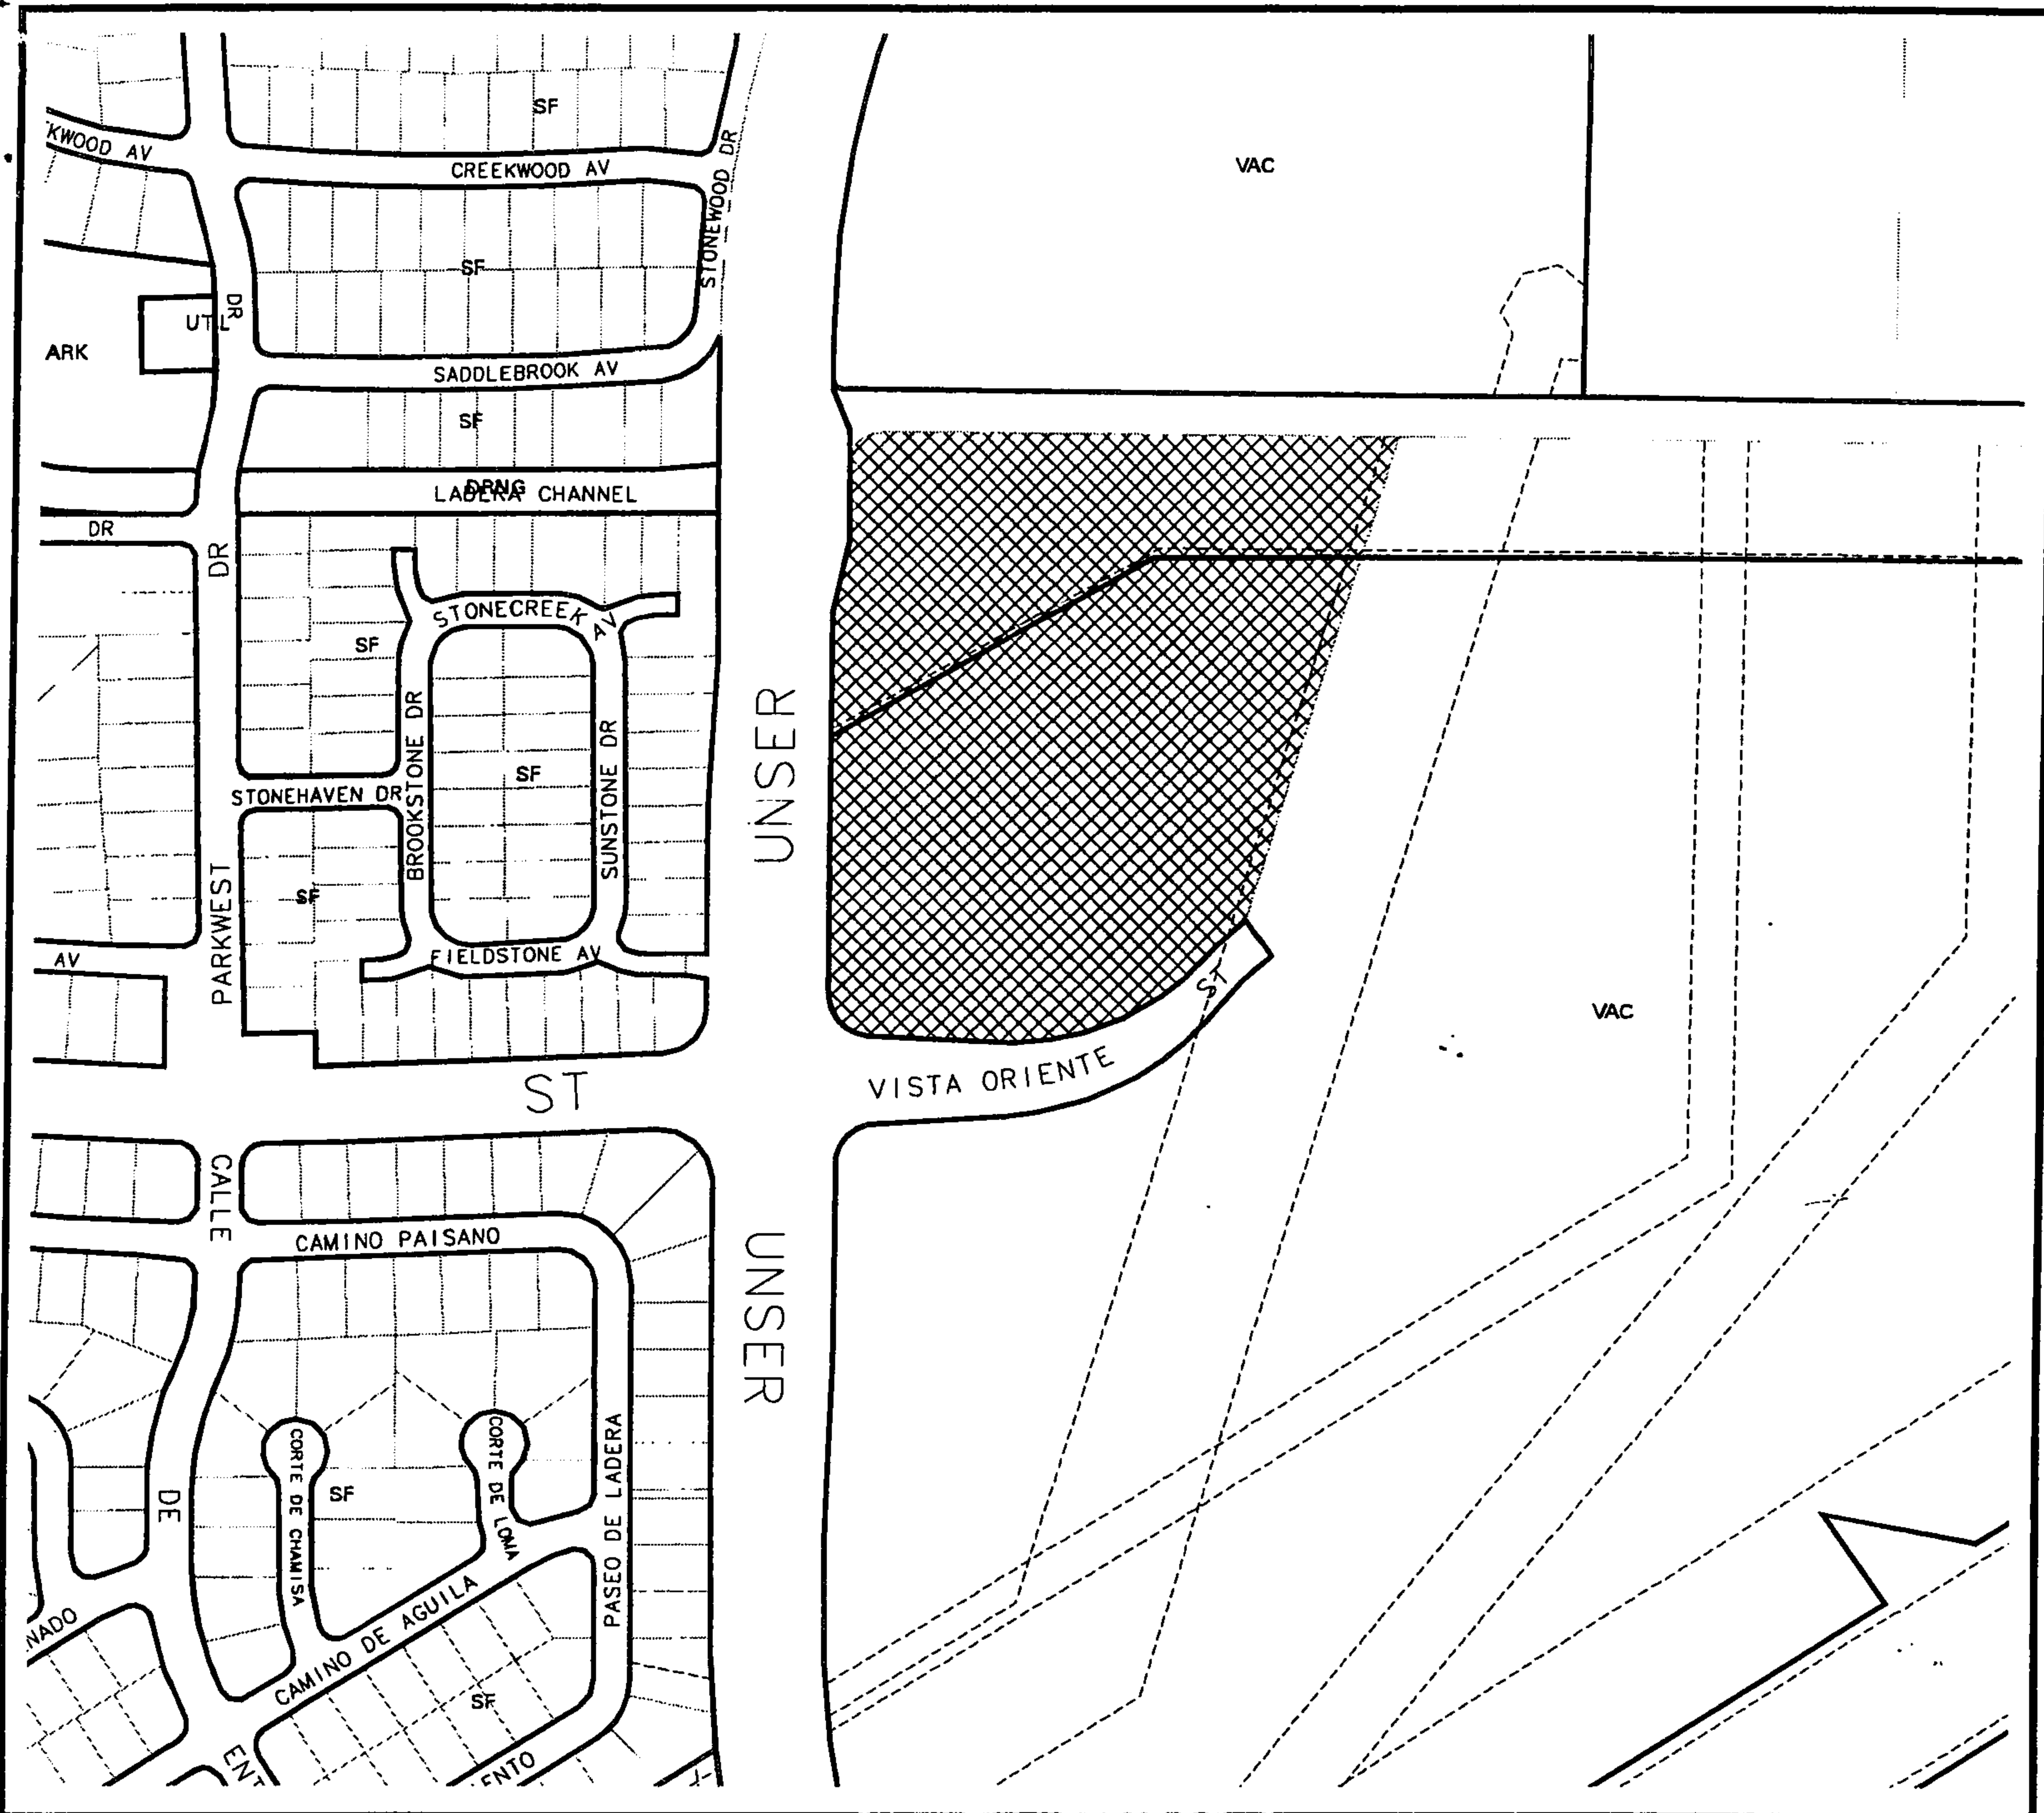 SF
KWOOD AV
CREEKWOOD AV
STONEWOOD DR
VAC
SF
DR
UTIL
ARK
SADDLEBROOK AV
SF
DRNG
LADERA CHANNEL
DR
DR
STONECREEK AV
SF
BROOKSTONE DR
SUNSTONE DR
UNSER
SF
STONEHAVEN DR
PARKWEST
SF
FIELDSTONE AV
AV
ST
VAC
VISTA ORIENTE
ST
CALLE
CAMINO PAISANO
UNSER
CORTE DE CHAMISA
CORTE DE LOMA
PASEO DE LADERA
SF
DE
CAMINO DE AGUILA
NADO
SF
ENT
ENTO